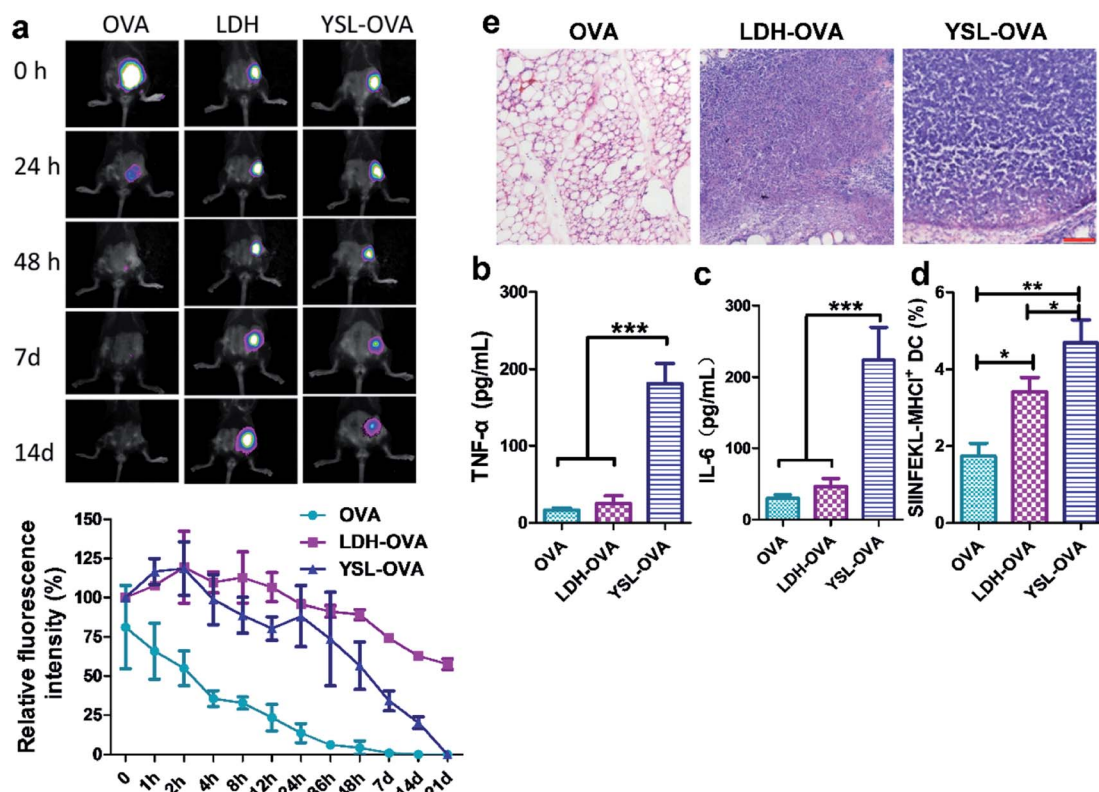 a
OVA LDH YSL-OVA
0 h
24 h
48 h
7d
14d
Relative fluorescence
intensity (%)
150
125
100
75
50
25
0
OVA
LDH-OVA
YSL-OVA
0 1h 2h 4h 8h 12h 24h 36h 48h 7d 14d 21d
e
OVA LDH-OVA YSL-OVA
b
TNF-α (pg/mL)
300
200
100
0
***
OVA LDH-OVA YSL-OVA
c
IL-6 (pg/mL)
300
200
100
0
***
OVA LDH-OVA YSL-OVA
d
SIINFEKL-MHCI+ DC (%)
6
4
2
0
**
*
*
OVA LDH-OVA YSL-OVA